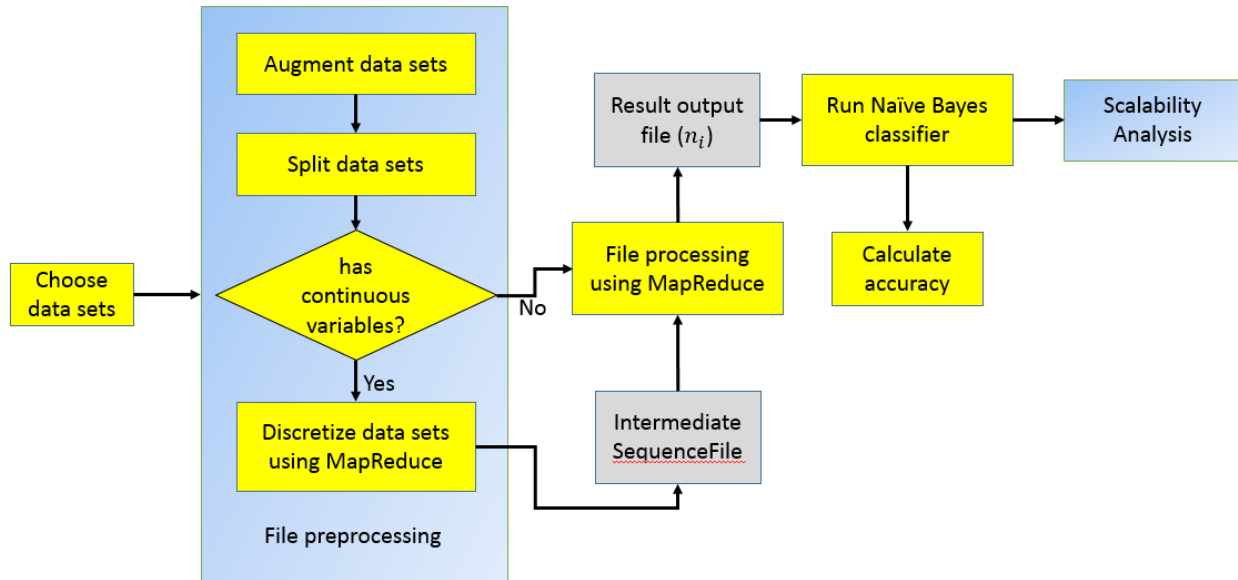 Choose
data sets
Augment data sets
Split data sets
has
continuous
variables?
Yes
No
Discretize data sets
using MapReduce
File preprocessing
Intermediate
SequenceFile
File processing
using MapReduce
Result output
file (𝑛𝑖)
Run Naïve Bayes
classifier
Calculate
accuracy
Scalability
Analysis